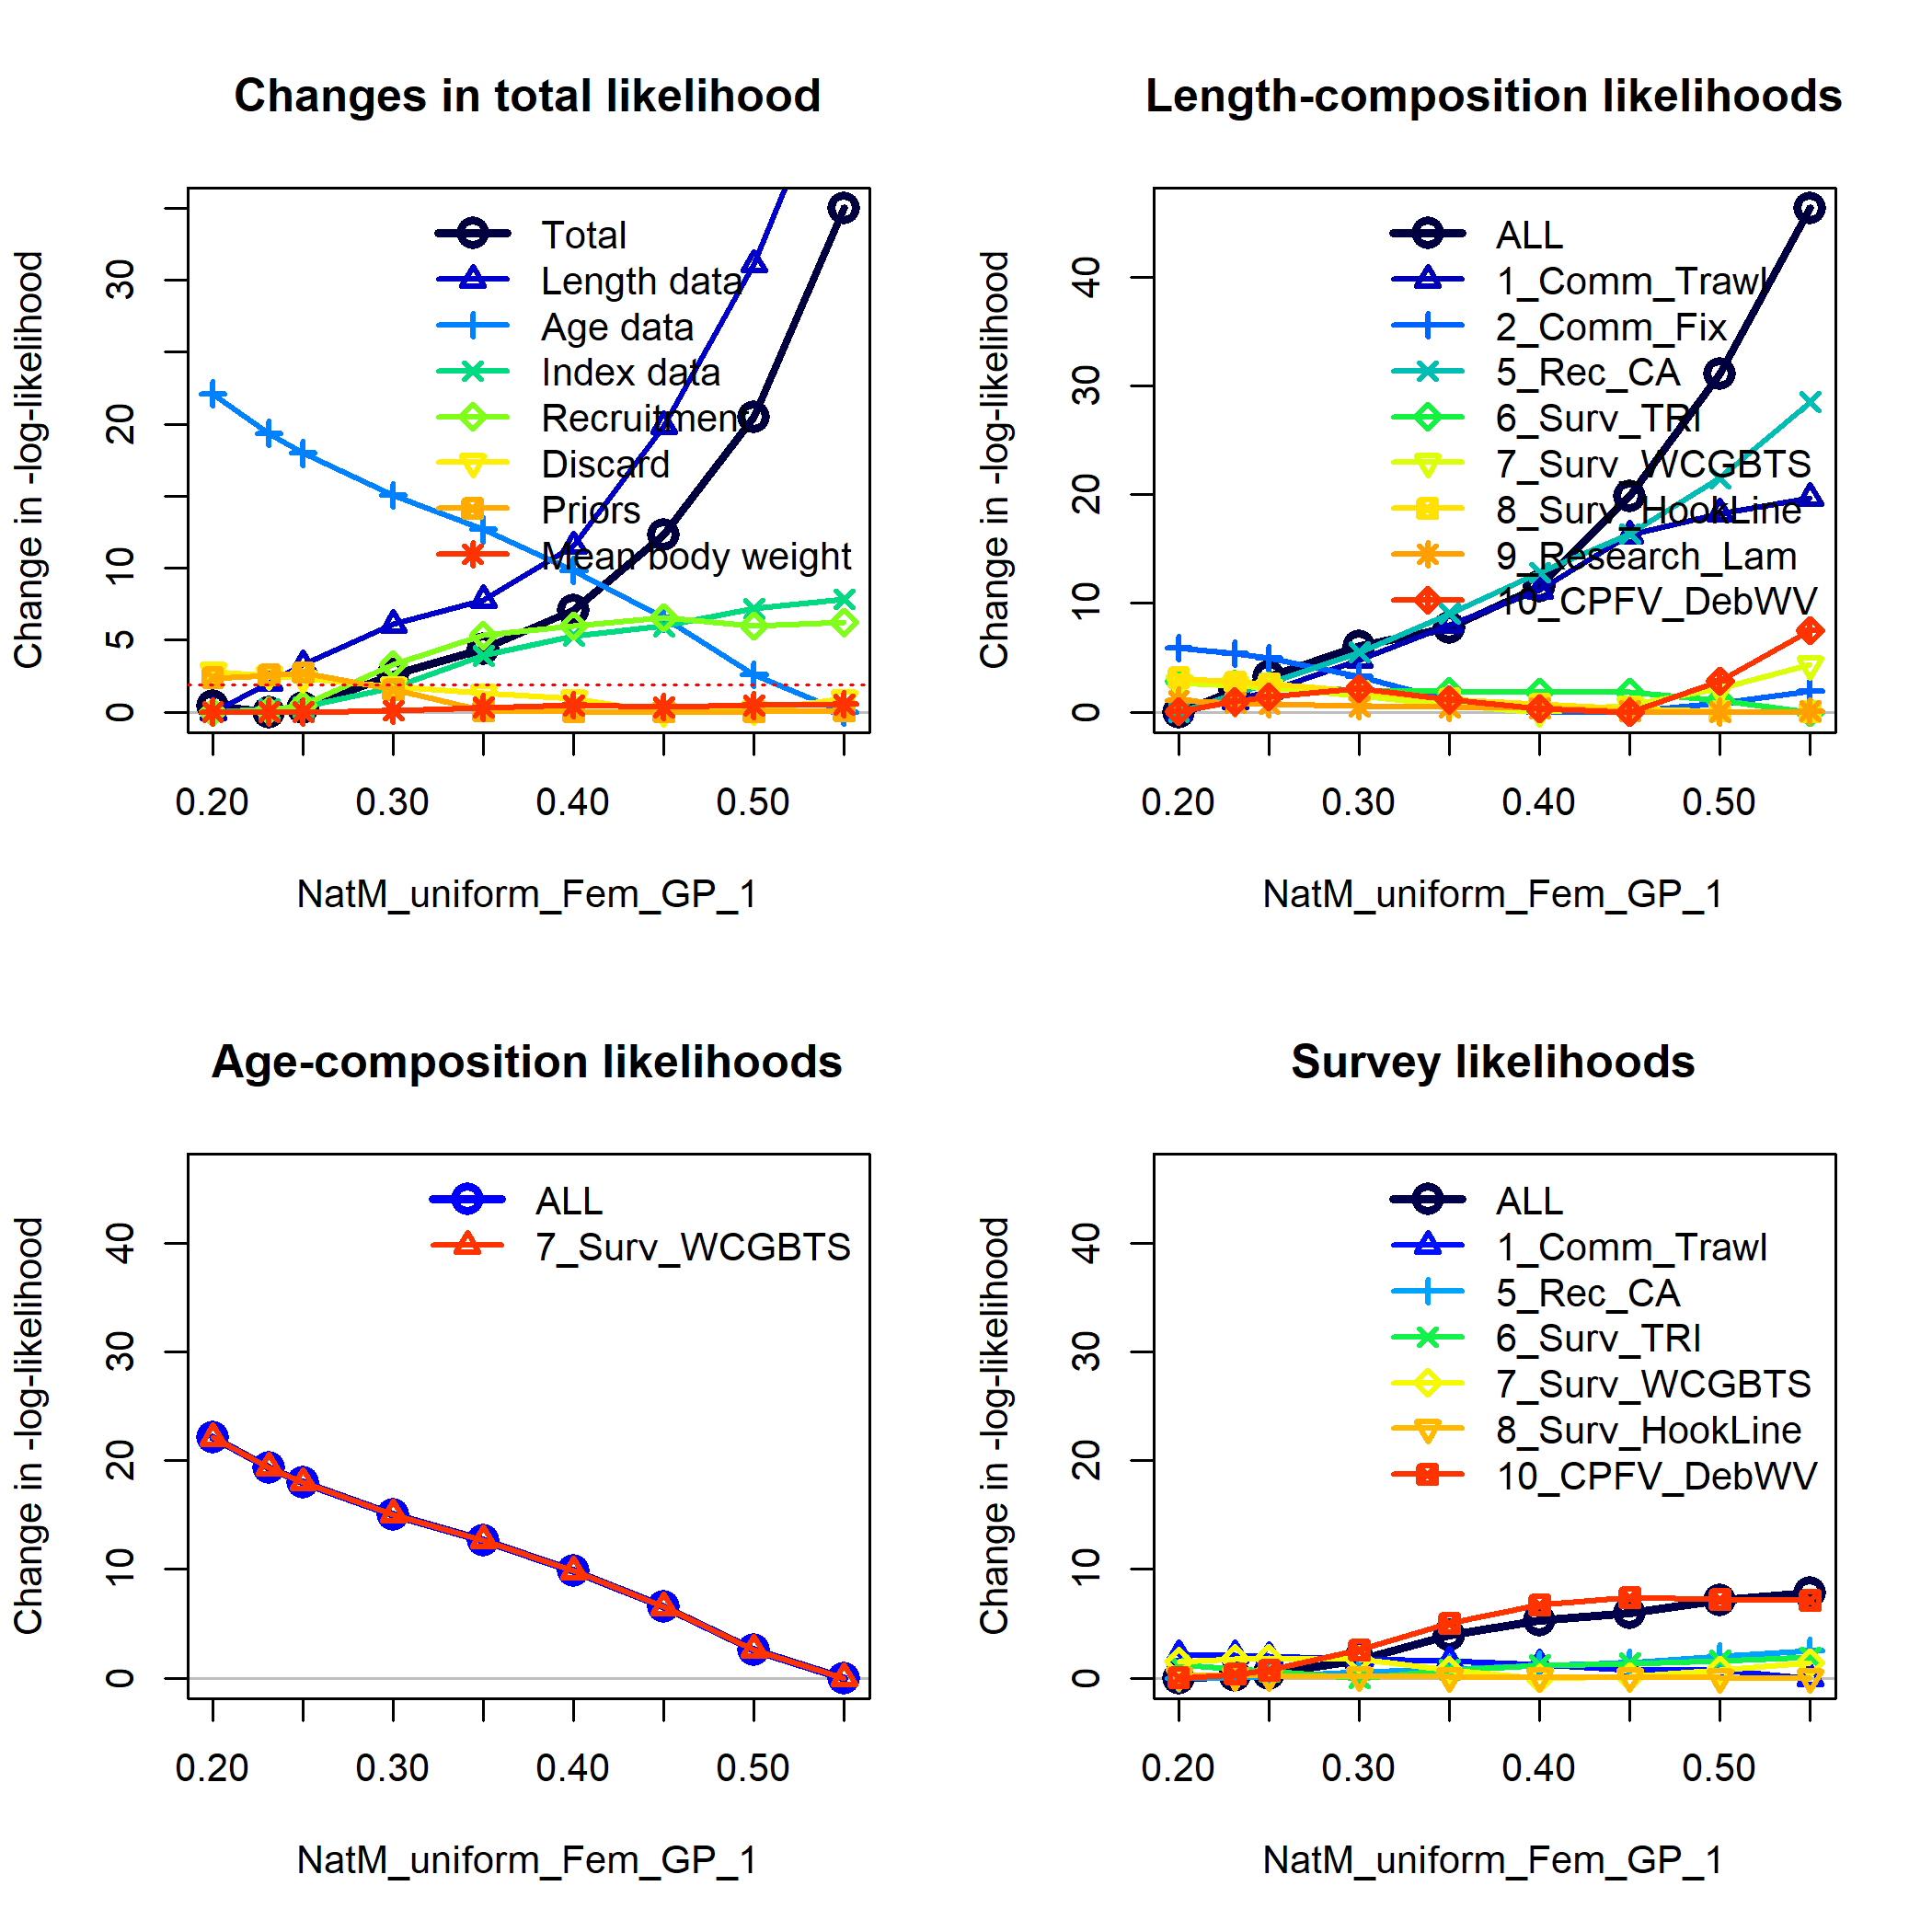 Changes in total likelihood
Change in -log-likelihood
0
5
10
20
30
Total
Length data
Age data
Index data
Recruitment
Discard
Priors
Mean body weight
0.20
0.30
0.40
0.50
NatM_uniform_Fem_GP_1
Length-composition likelihoods
Change in -log-likelihood
0
10
20
30
40
ALL
1_Comm_Trawl
2_Comm_Fix
5_Rec_CA
6_Surv_TRI
7_Surv_WCGBTS
8_Surv_HookLine
9_Research_Lam
10_CPFV_DebWV
0.20
0.30
0.40
0.50
NatM_uniform_Fem_GP_1
Age-composition likelihoods
Change in -log-likelihood
0
10
20
30
40
ALL
7_Surv_WCGBTS
0.20
0.30
0.40
0.50
NatM_uniform_Fem_GP_1
Survey likelihoods
Change in -log-likelihood
0
10
20
30
40
ALL
1_Comm_Trawl
5_Rec_CA
6_Surv_TRI
7_Surv_WCGBTS
8_Surv_HookLine
10_CPFV_DebWV
0.20
0.30
0.40
0.50
NatM_uniform_Fem_GP_1